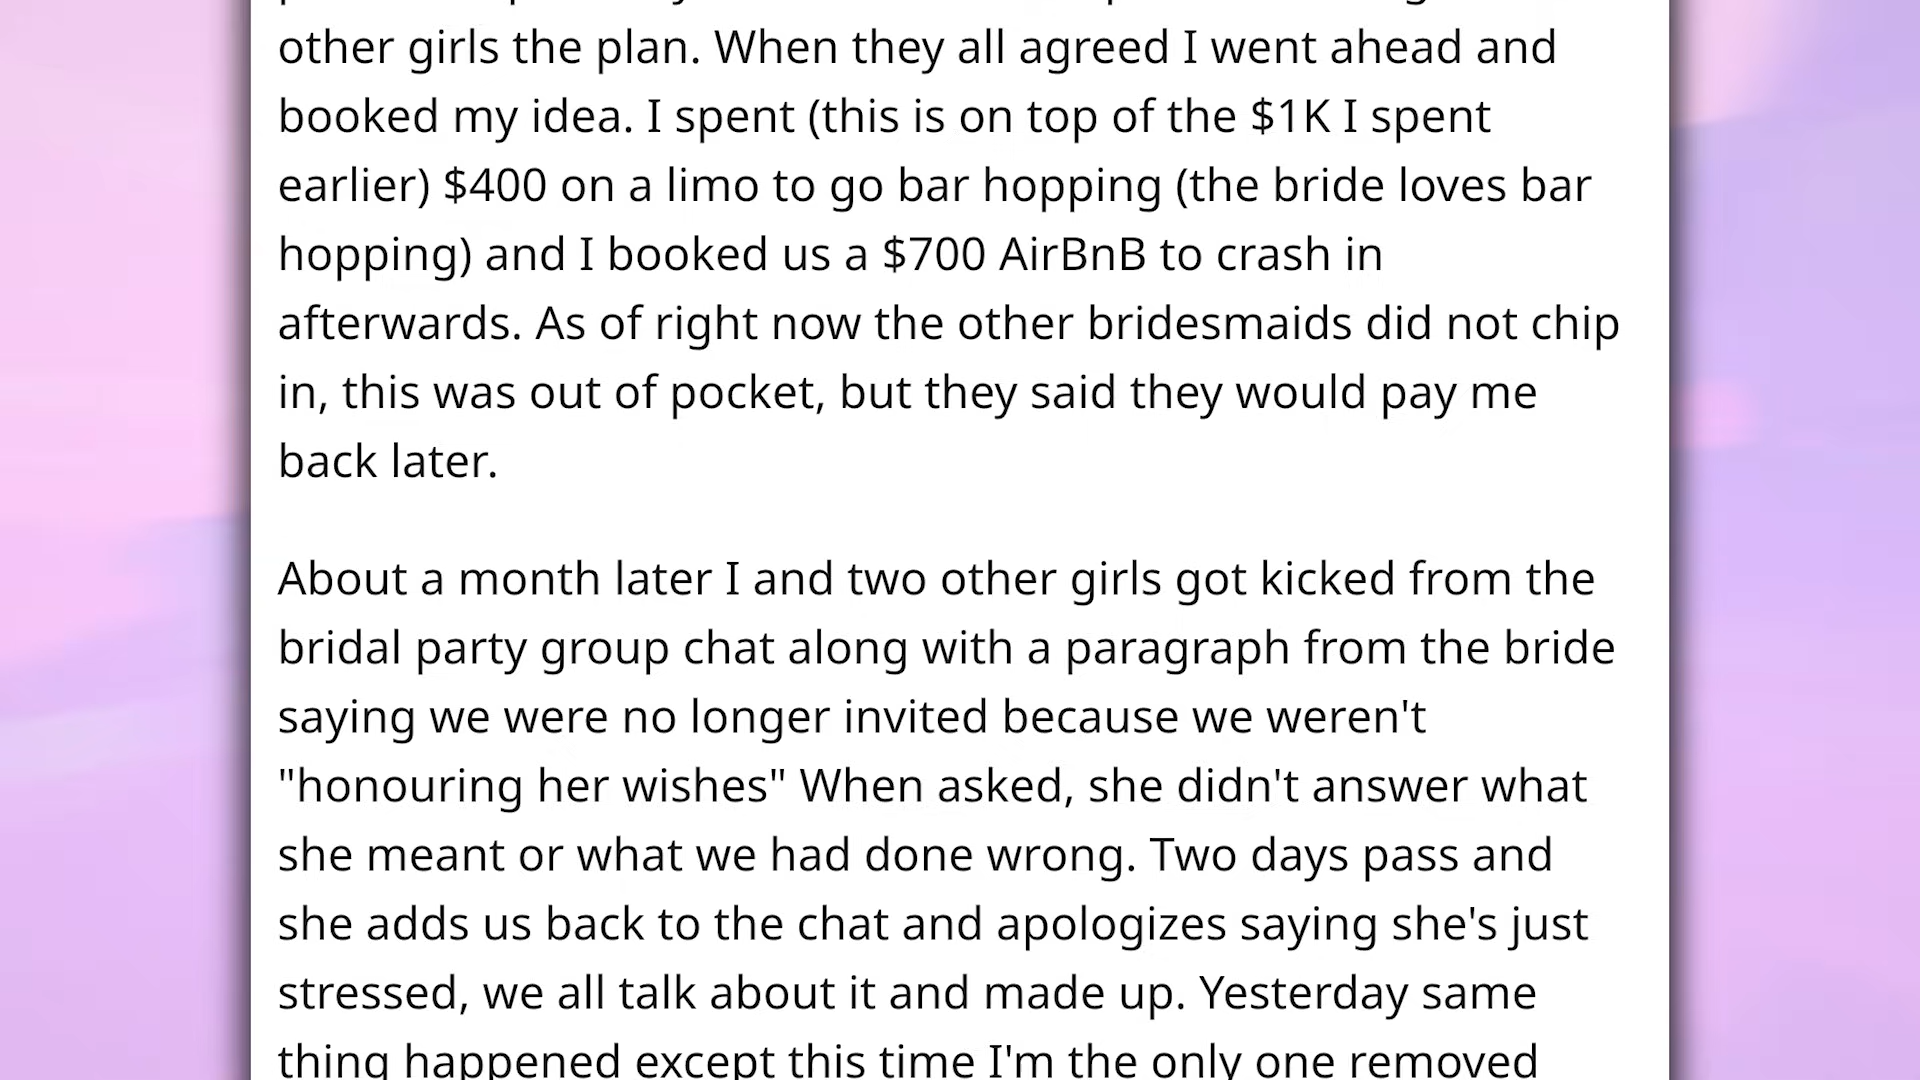 other girls the plan. When they all agreed I went ahead and
booked my idea. I spent (this is on top of the $1K I spent
earlier) $400 on a limo to go bar hopping (the bride loves bar
hopping) and I booked us a $700 AirBnB to crash in
afterwards. As of right now the other bridesmaids did not chip
in, this was out of pocket, but they said they would pay me
back later.
About a month later I and two other girls got kicked from the
bridal party group chat along with a paragraph from the bride
saying we were no longer invited because we weren't
"honouring her wishes" When asked, she didn't answer what
she meant or what we had done wrong. Two days pass and
she adds us back to the chat and apologizes saying she's just
stressed, we all talk about it and made up. Yesterday same
thing happened except this time I'm the only one removed